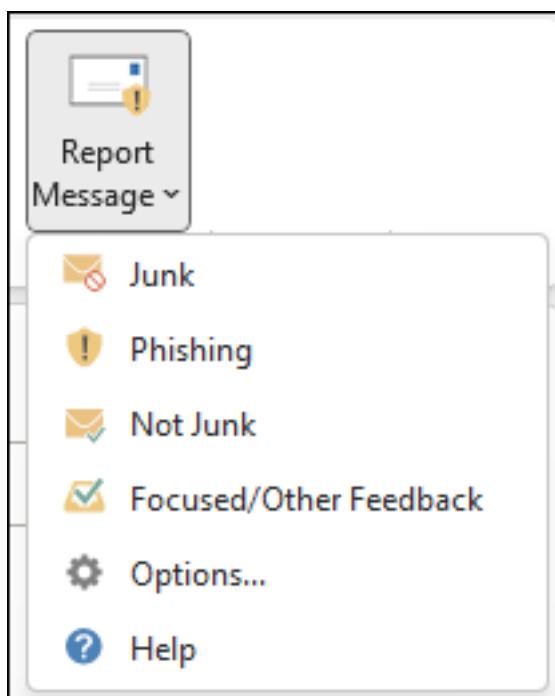 Report
Message
Junk
Phishing
Not Junk
Focused/Other Feedback
Options...
Help